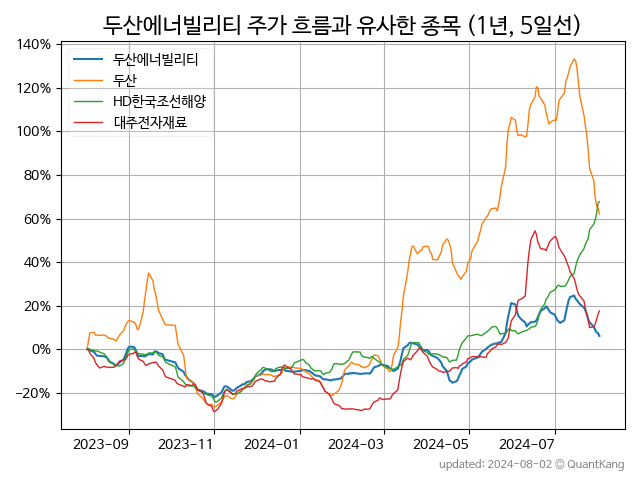 두산에너빌리티 주가 흐름과 유사한 종목 (1년, 5일선)
140%
120%
100%
80%
60%
40%
20%
0%
−20%
두산에너빌리티
두산
HD한국조선해양
대주전자재료
2023−09
2023−11
2024−01
2024−03
2024−05
2024−07
updated: 2024-08-02 © QuantKang